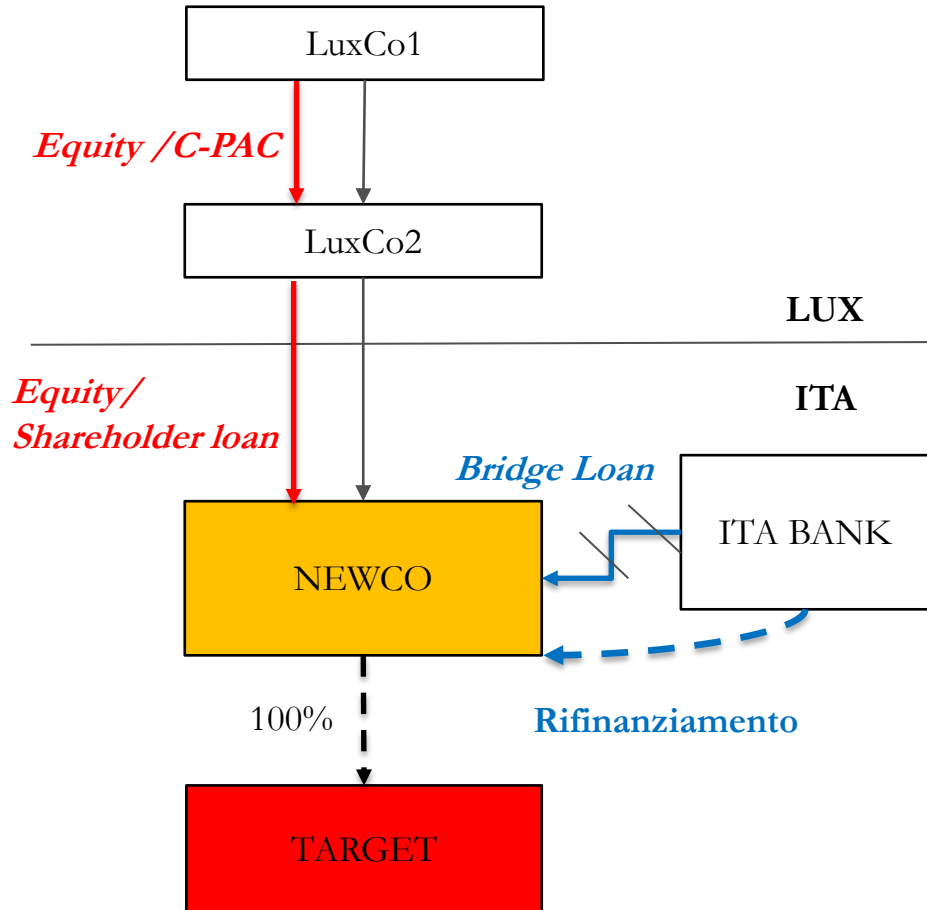 LuxCo1
Equity /C-PAC
LuxCo2
LUX
Equity/
Shareholder loan
ITA
Bridge Loan
ITA BANK
NEWCO
100%
Rifinanziamento
TARGET